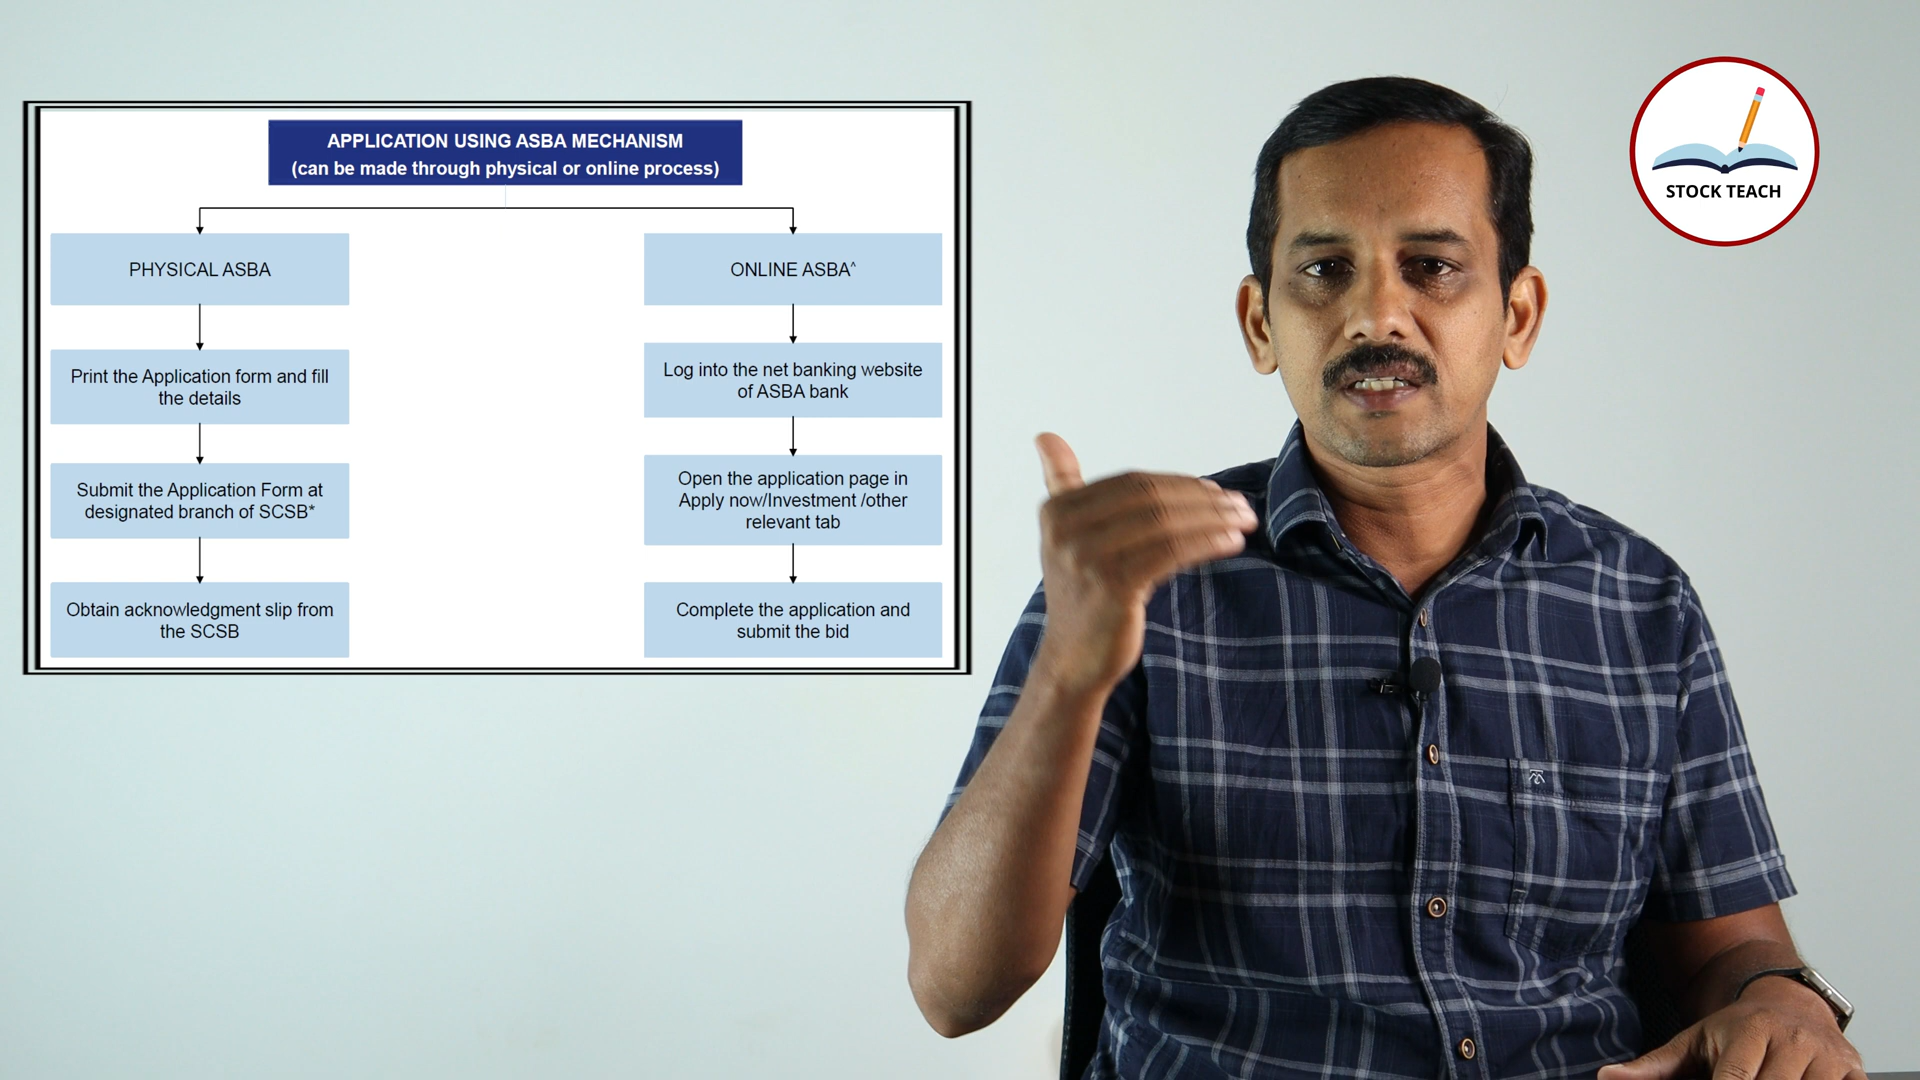 APPLICATION USING ASBA MECHANISM
(can be made through physical or online process)
PHYSICAL ASBA
Print the Application form and fill
the details
Submit the Application Form at
designated branch of SCSB*
Obtain acknowledgment slip from
the SCSB
ONLINE ASBA^
Log into the net banking website
of ASBA bank
Open the application page in
Apply now/Investment /other
relevant tab
Complete the application and
submit the bid
STOCK TEACH